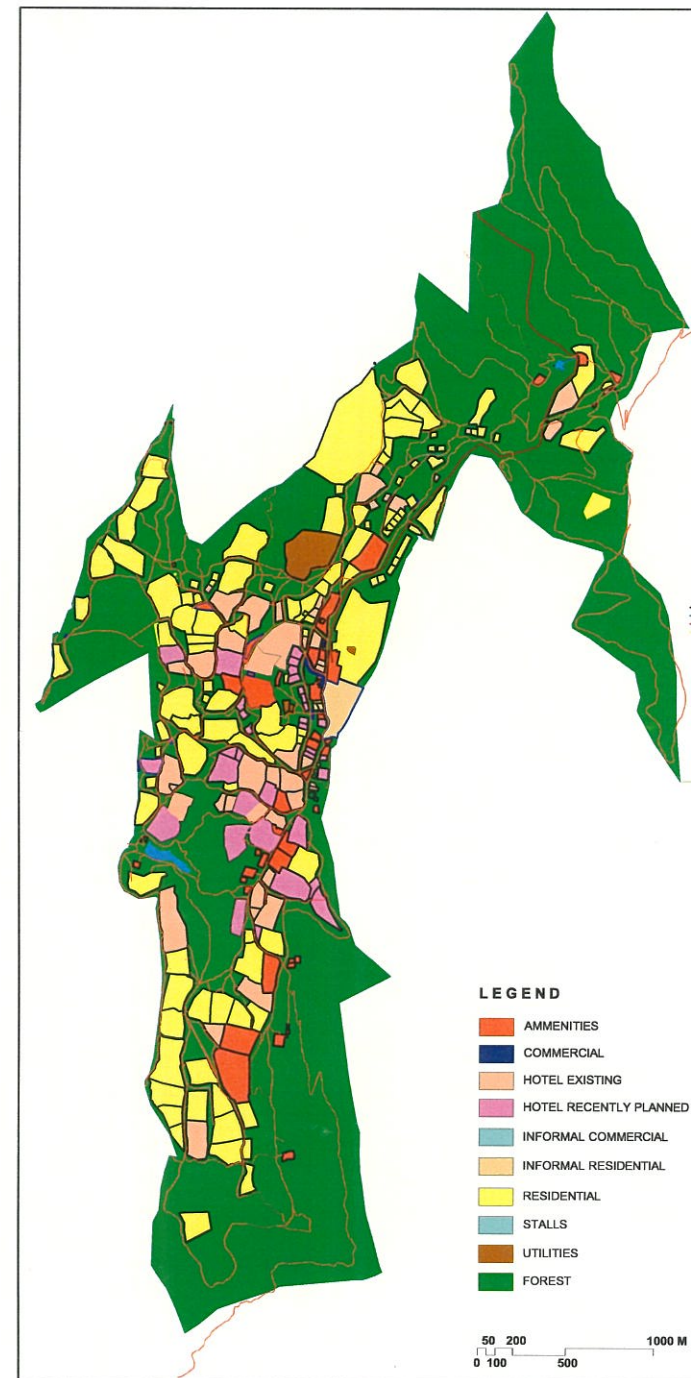 LEGEND
AMMENITIES
COMMERCIAL
HOTEL EXISTING
HOTEL RECENTLY PLANNED
INFORMAL COMMERCIAL
INFORMAL RESIDENTIAL
RESIDENTIAL
STALLS
UTILITIES
FOREST
50 200 1000 M
0 100 500